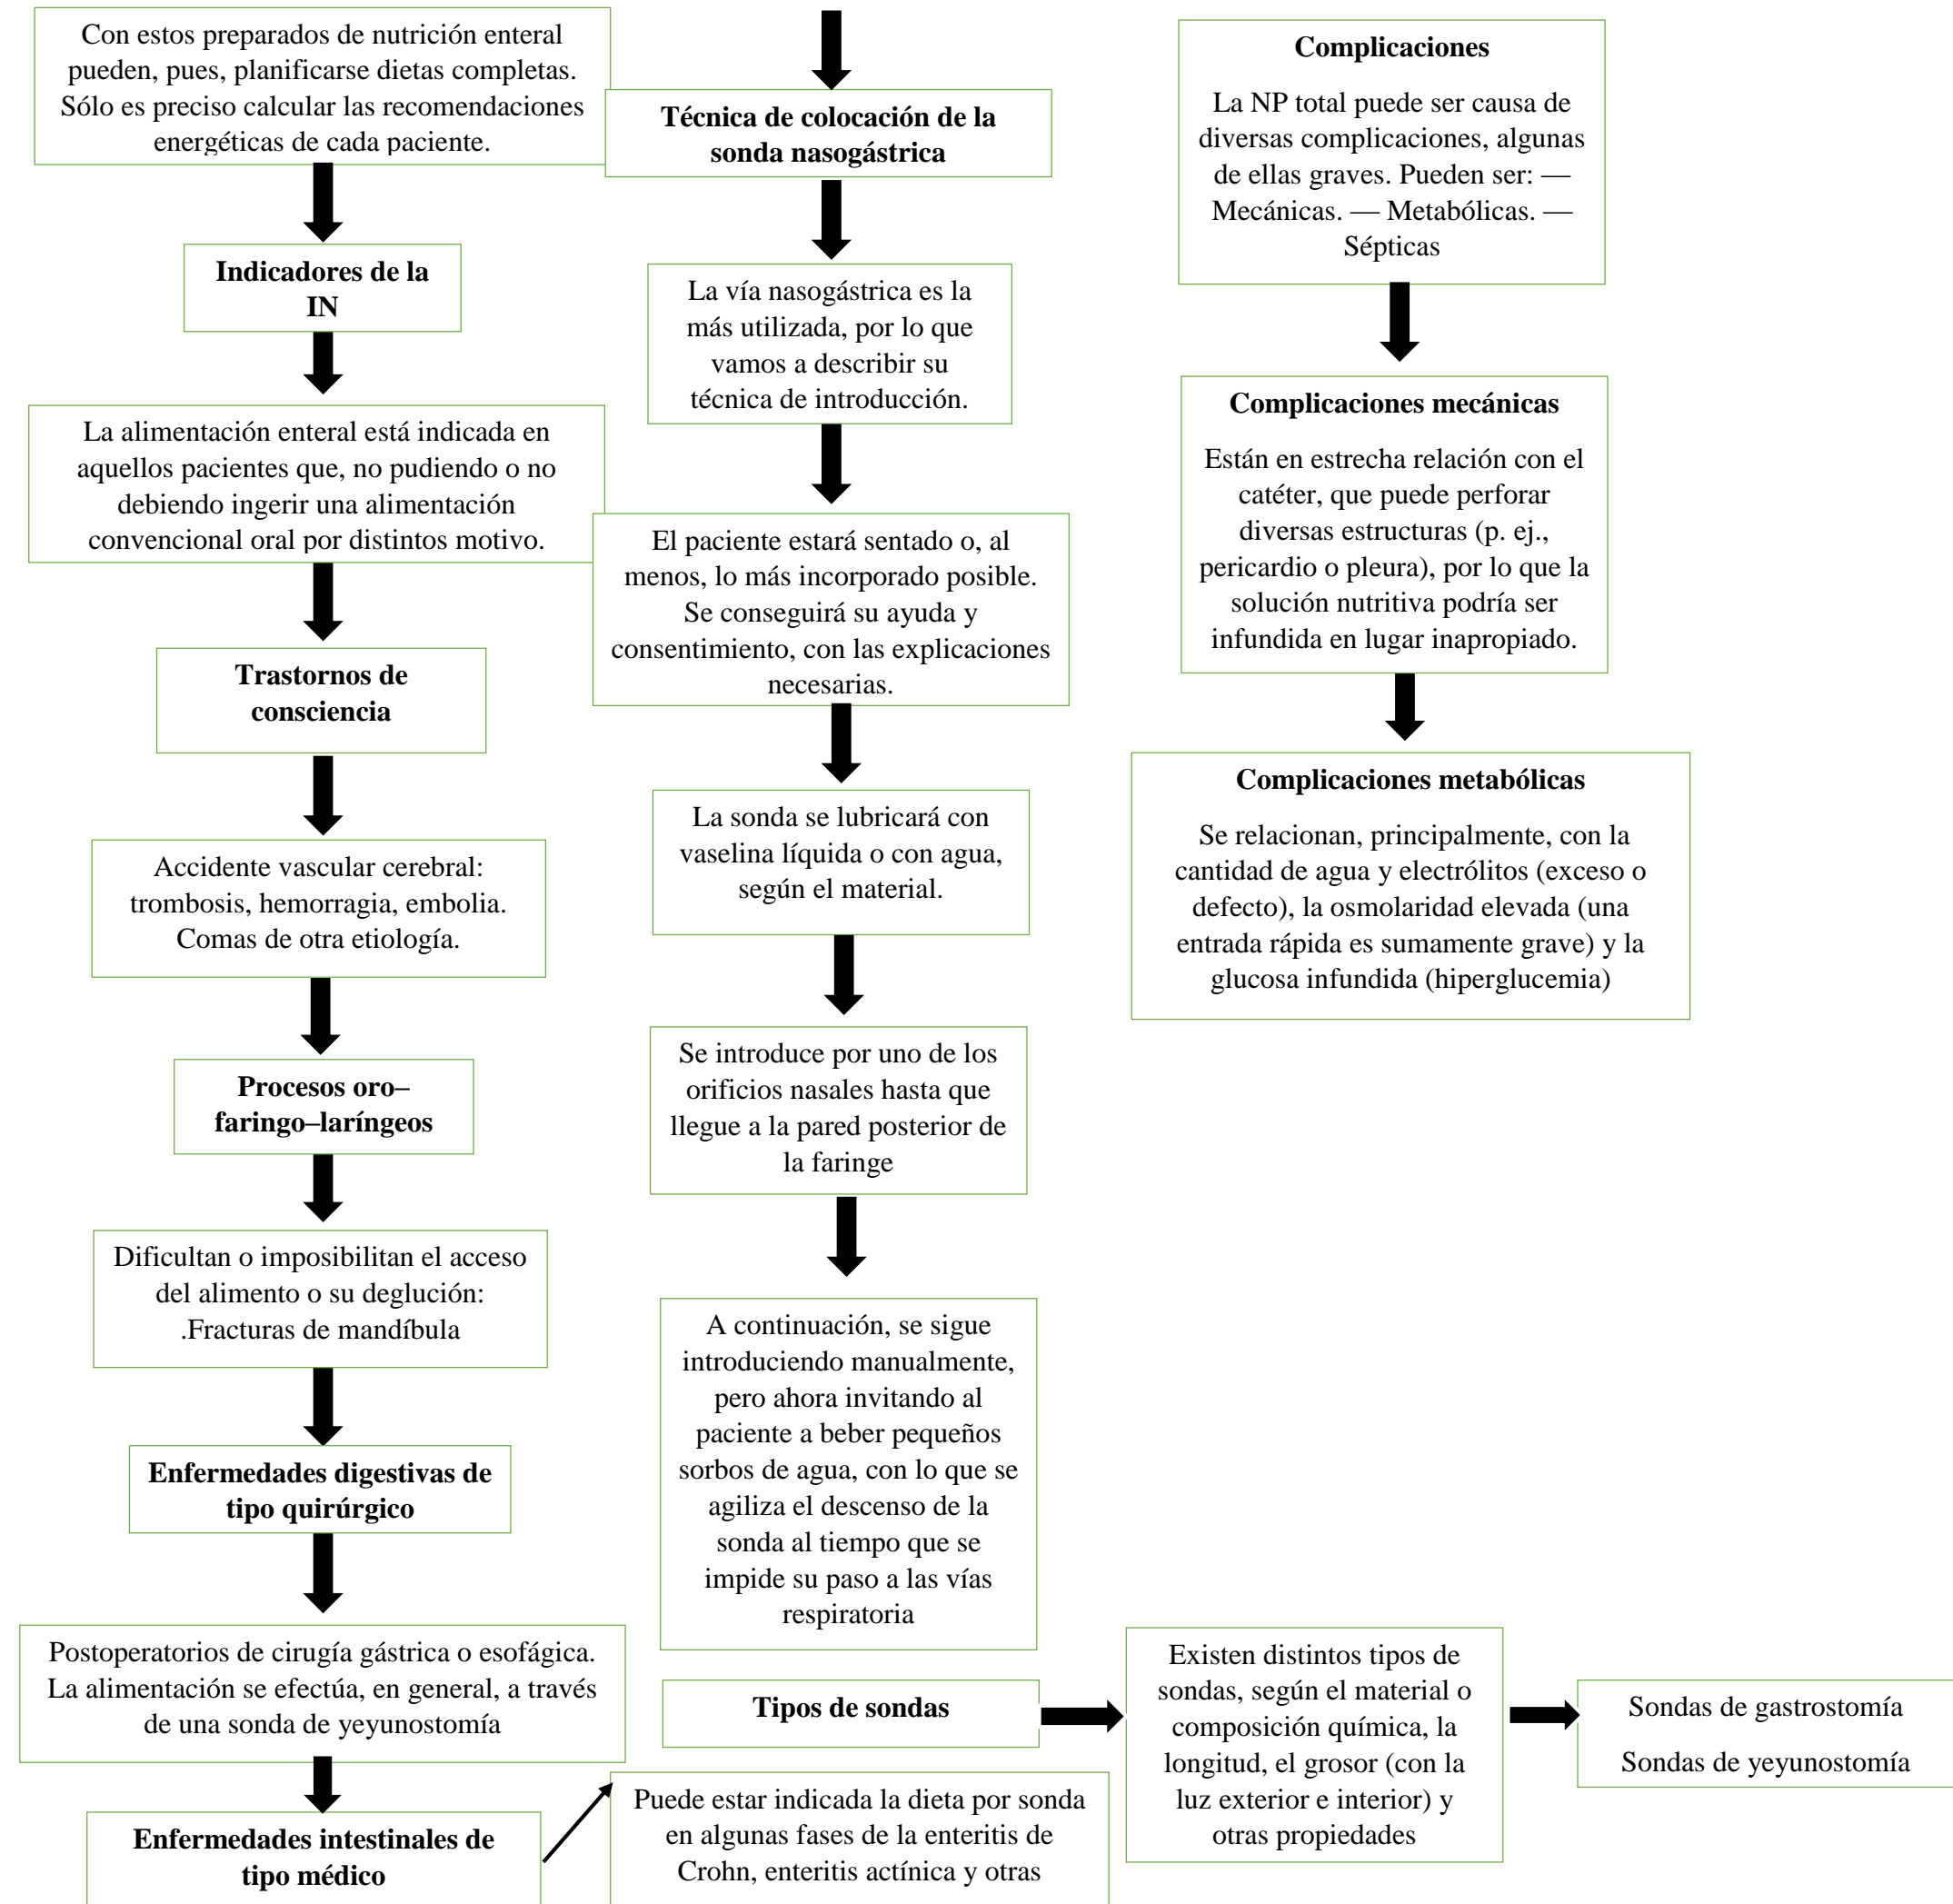 Con estos preparados de nutrición enteral
pueden, pues, planificarse dietas completas.
Sólo es preciso calcular las recomendaciones
energéticas de cada paciente.
Indicadores de la
IN
La alimentación enteral está indicada en
aquellos pacientes que, no pudiendo o no
debiendo ingerir una alimentación
convencional oral por distintos motivo.
Trastornos de
consciencia
Accidente vascular cerebral:
trombosis, hemorragia, embolia.
Comas de otra etiología.
Procesos oro–
faringo–laríngeos
Dificultan o imposibilitan el acceso
del alimento o su deglución:
.Fracturas de mandíbula
Enfermedades digestivas de
tipo quirúrgico
Postoperatorios de cirugía gástrica o esofágica.
La alimentación se efectúa, en general, a través
de una sonda de yeyunostomía
Enfermedades intestinales de
tipo médico
Puede estar indicada la dieta por sonda
en algunas fases de la enteritis de
Crohn, enteritis actínica y otras
Técnica de colocación de la
sonda nasogástrica
La vía nasogástrica es la
más utilizada, por lo que
vamos a describir su
técnica de introducción.
El paciente estará sentado o, al
menos, lo más incorporado posible.
Se conseguirá su ayuda y
consentimiento, con las explicaciones
necesarias.
La sonda se lubricará con
vaselina líquida o con agua,
según el material.
Se introduce por uno de los
orificios nasales hasta que
llegue a la pared posterior de
la faringe
A continuación, se sigue
introduciendo manualmente,
pero ahora invitando al
paciente a beber pequeños
sorbos de agua, con lo que se
agiliza el descenso de la
sonda al tiempo que se
impide su paso a las vías
respiratoria
Tipos de sondas
Existen distintos tipos de
sondas, según el material o
composición química, la
longitud, el grosor (con la
luz exterior e interior) y
otras propiedades
Sondas de gastrostomía
Sondas de yeyunostomía
Complicaciones
La NP total puede ser causa de
diversas complicaciones, algunas
de ellas graves. Pueden ser: —
Mecánicas. — Metabólicas. —
Sépticas
Complicaciones mecánicas
Están en estrecha relación con el
catéter, que puede perforar
diversas estructuras (p. ej.,
pericardio o pleura), por lo que la
solución nutritiva podría ser
infundida en lugar inapropiado.
Complicaciones metabólicas
Se relacionan, principalmente, con la
cantidad de agua y electrólitos (exceso o
defecto), la osmolaridad elevada (una
entrada rápida es sumamente grave) y la
glucosa infundida (hiperglucemia)